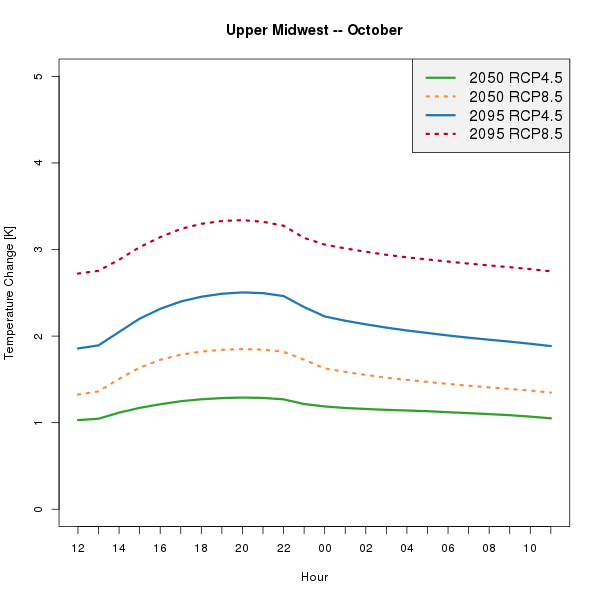 Upper Midwest -- October
2050 RCP4.5
2050 RCP8.5
2095 RCP4.5
2095 RCP8.5
Temperature Change [K]
5
4
3
2
1
0
12 14 16 18 20 22 00 02 04 06 08 10
Hour